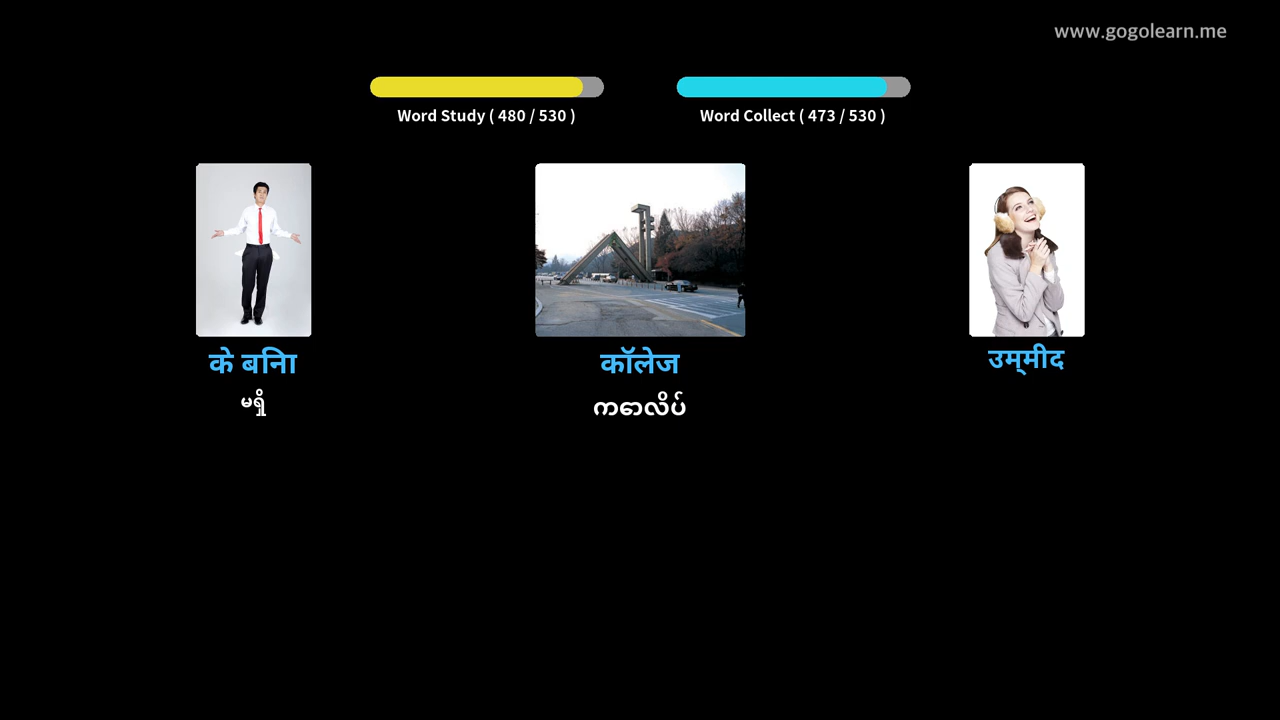 www.gogolearn.me
Word Study ( 480 / 530 )
Word Collect ( 473 / 530 )
के बिना
कॉलेज
उम्मीद
မရှိ
ကောလိပ်